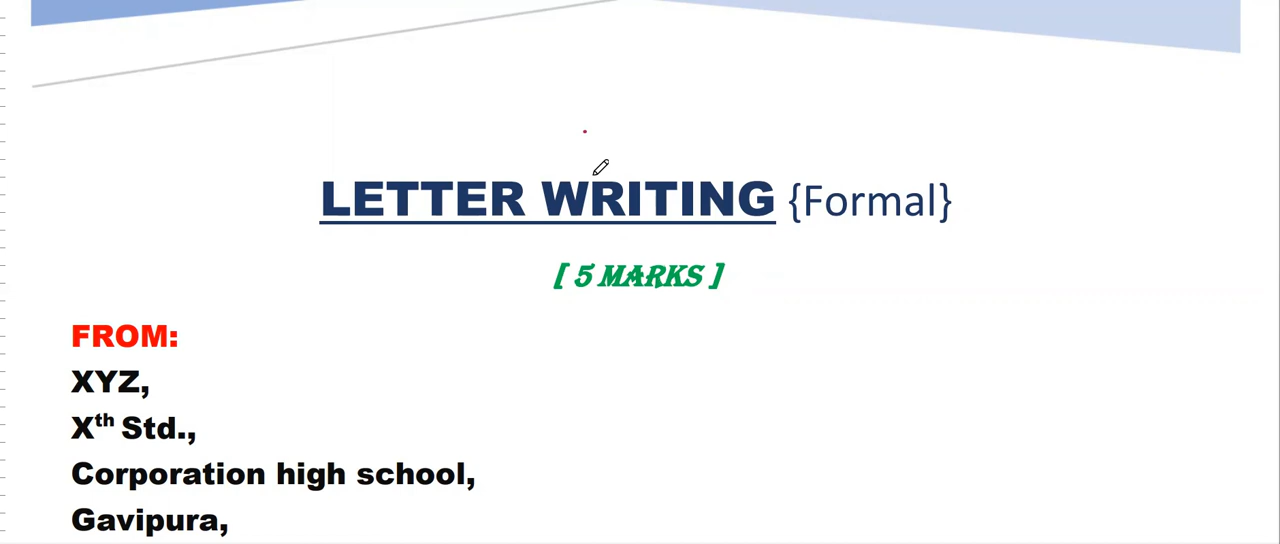 LETTER WRITING {Formal}
[ 5 MARKS ]
FROM:
XYZ,
Xth Std.,
Corporation high school,
Gavipura,